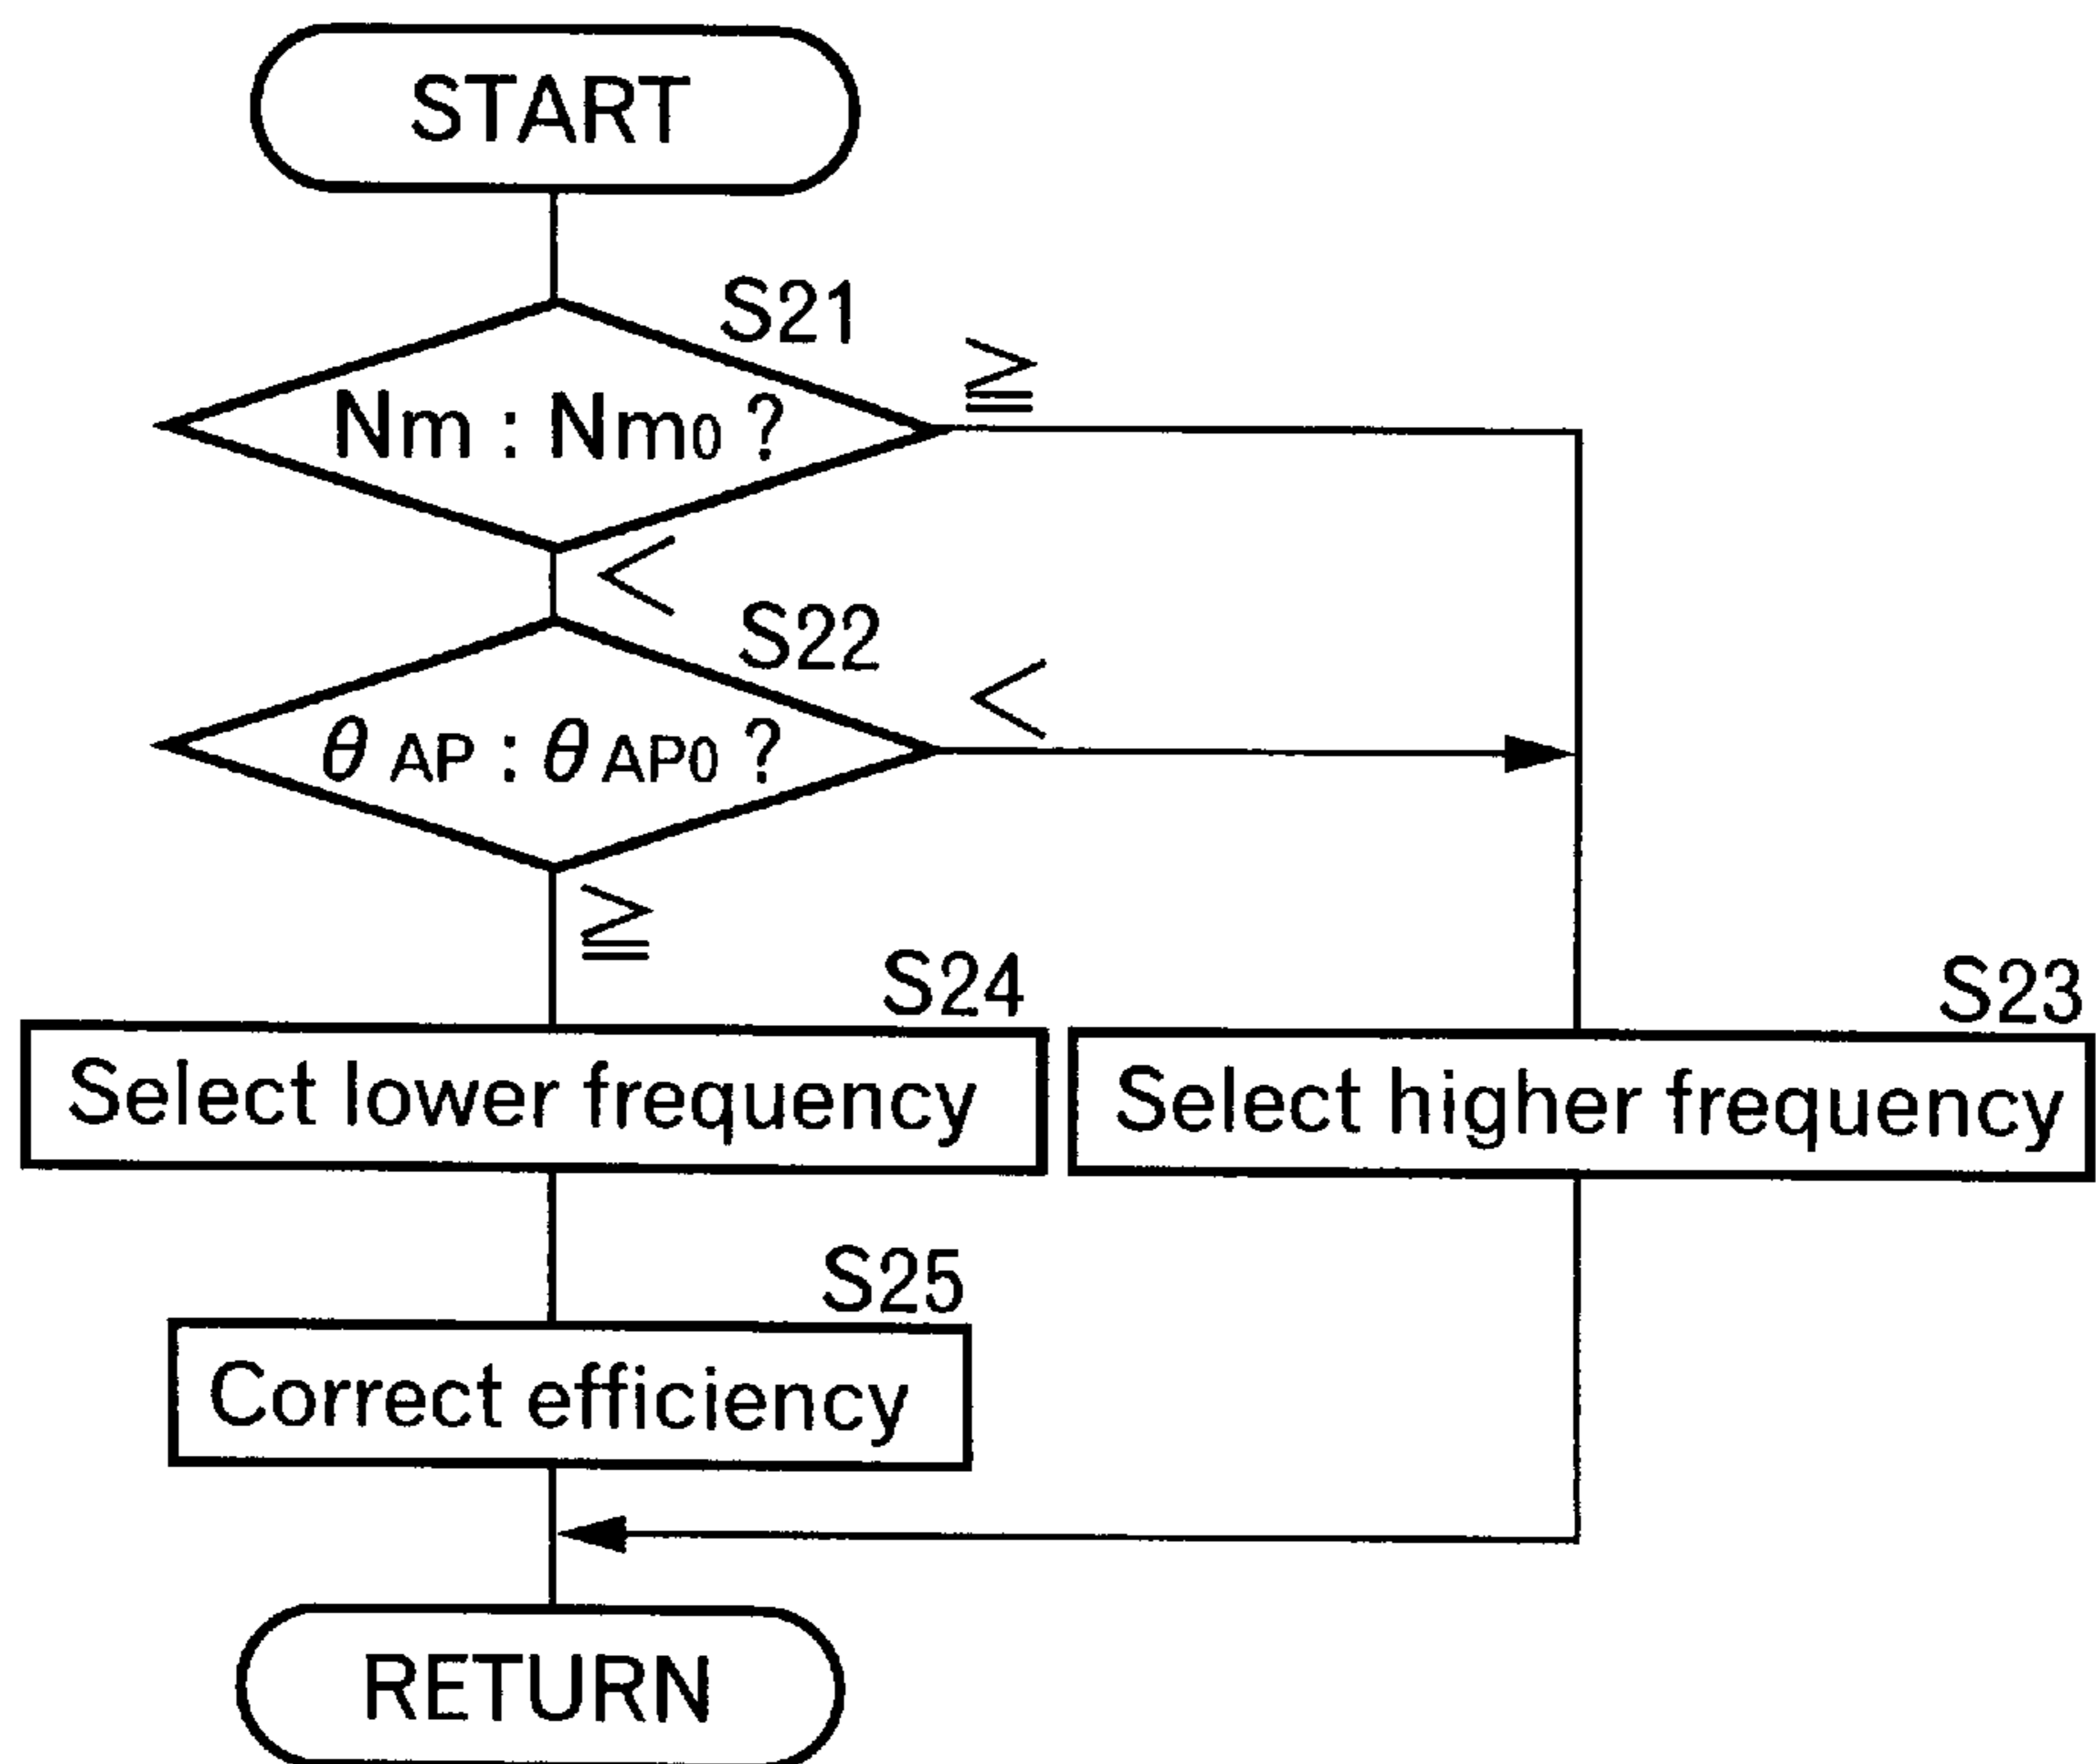 START
S21
Nm : Nm₀ ?
≧
<
S22
θ AP : θ AP0 ?
<
≧
S24
Select lower frequency
S23
Select higher frequency
S25
Correct efficiency
RETURN